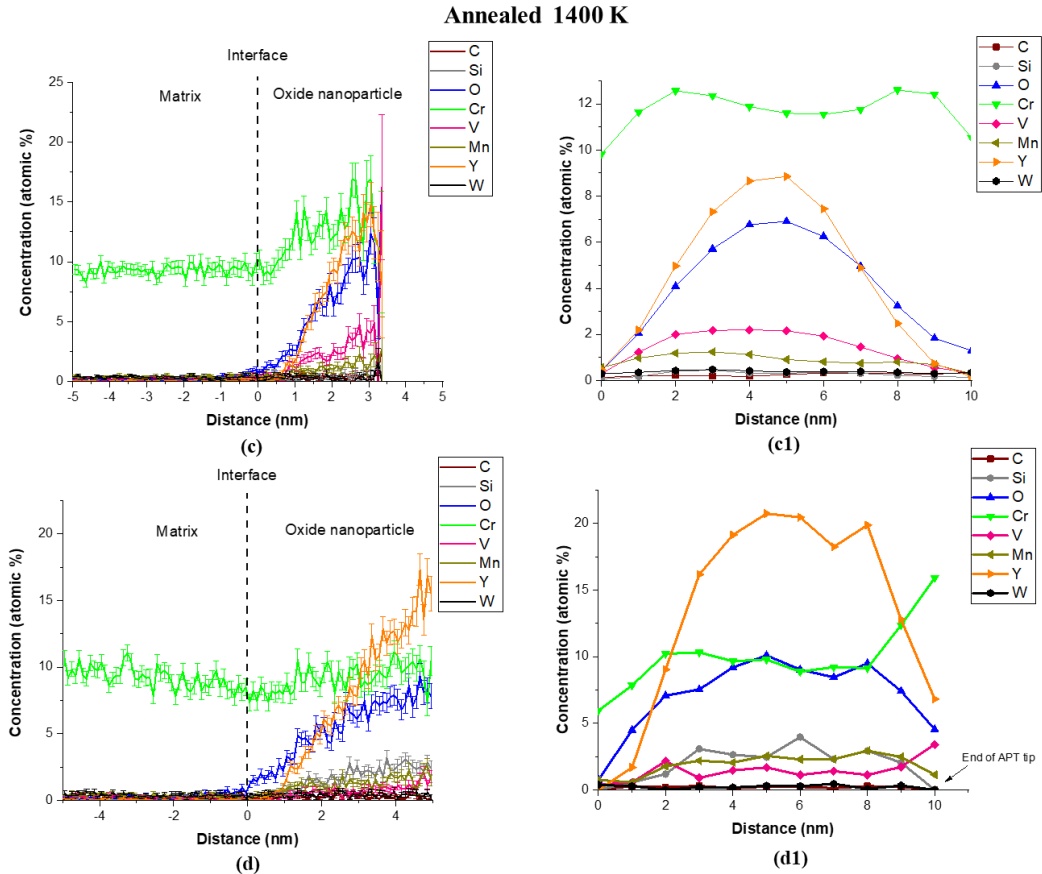 Annealed 1400 K
Interface
Matrix
Oxide nanoparticle
C
Si
O
Cr
V
Mn
Y
W
Concentration (atomic %)
25
20
15
10
5
0
-5 -4 -3 -2 -1 0 1 2 3 4 5
Distance (nm)
(c)
C
Si
O
Cr
V
Mn
Y
W
Concentration (atomic %)
12
10
8
6
4
2
0
0 2 4 6 8 10
Distance (nm)
(c1)
Interface
Matrix
Oxide nanoparticle
C
Si
O
Cr
V
Mn
Y
W
Concentration (atomic %)
20
15
10
5
0
-4 -2 0 2 4
Distance (nm)
(d)
C
Si
O
Cr
V
Mn
Y
W
Concentration (atomic %)
20
15
10
5
0
End of APT tip
0 2 4 6 8 10
Distance (nm)
(d1)